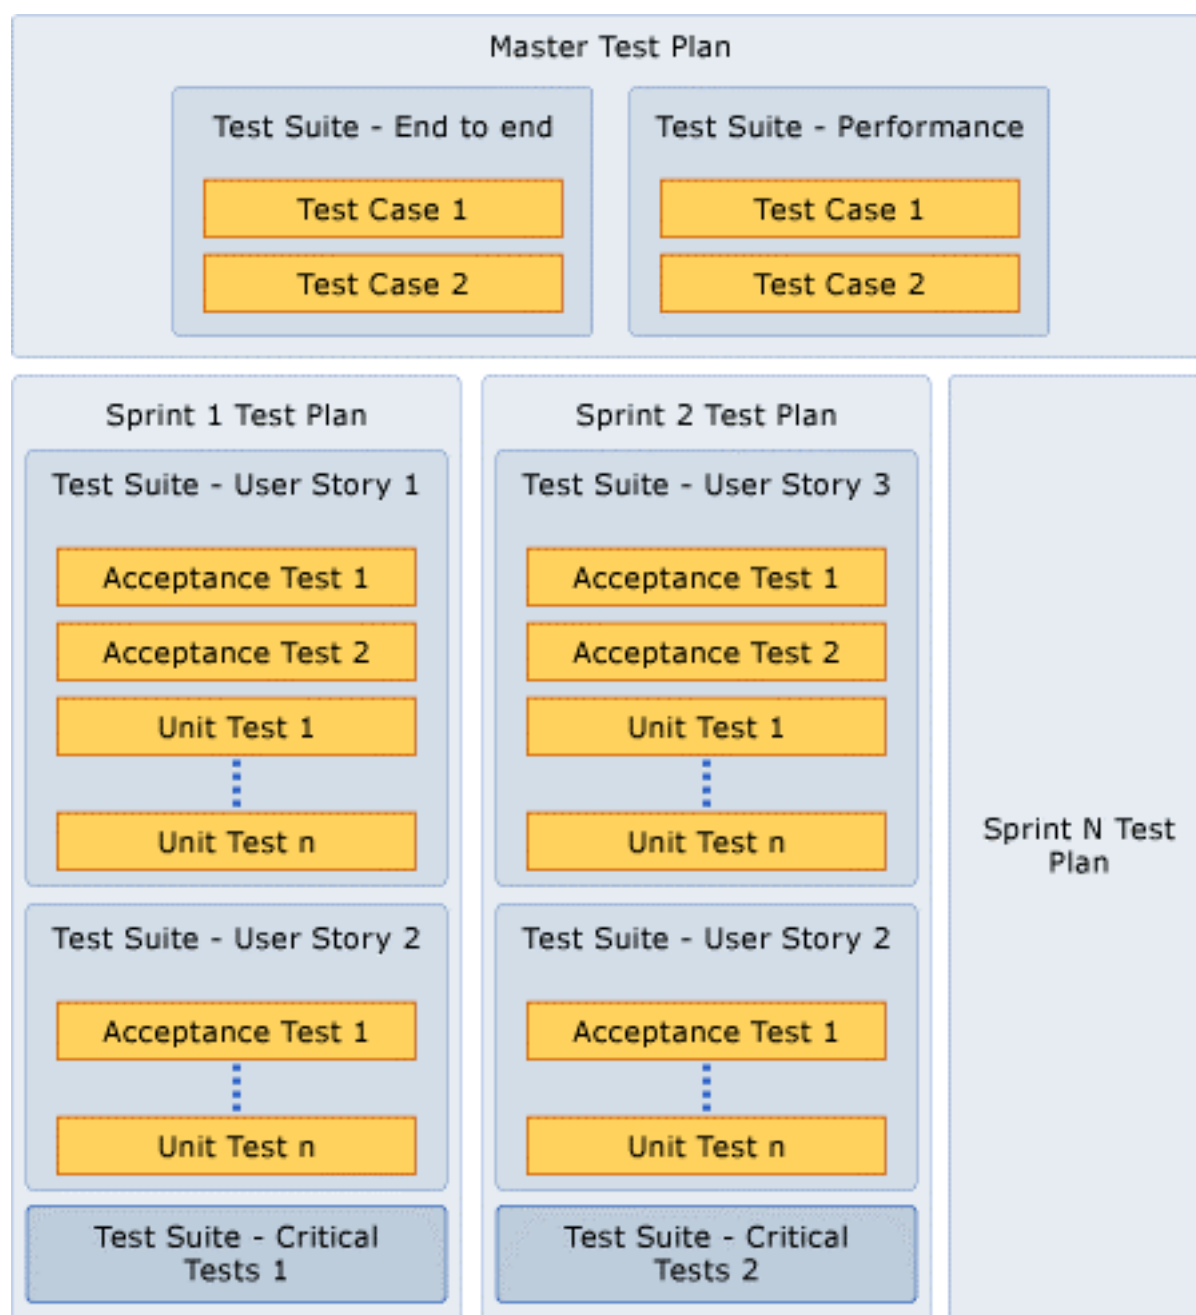 Master Test Plan
Test Suite - End to end
Test Case 1
Test Case 2
Test Suite - Performance
Test Case 1
Test Case 2
Sprint 1 Test Plan
Test Suite - User Story 1
Acceptance Test 1
Acceptance Test 2
Unit Test 1
Unit Test n
Test Suite - User Story 2
Acceptance Test 1
Unit Test n
Test Suite - Critical
Tests 1
Sprint 2 Test Plan
Test Suite - User Story 3
Acceptance Test 1
Acceptance Test 2
Unit Test 1
Unit Test n
Test Suite - User Story 2
Acceptance Test 1
Unit Test n
Test Suite - Critical
Tests 2
Sprint N Test
Plan